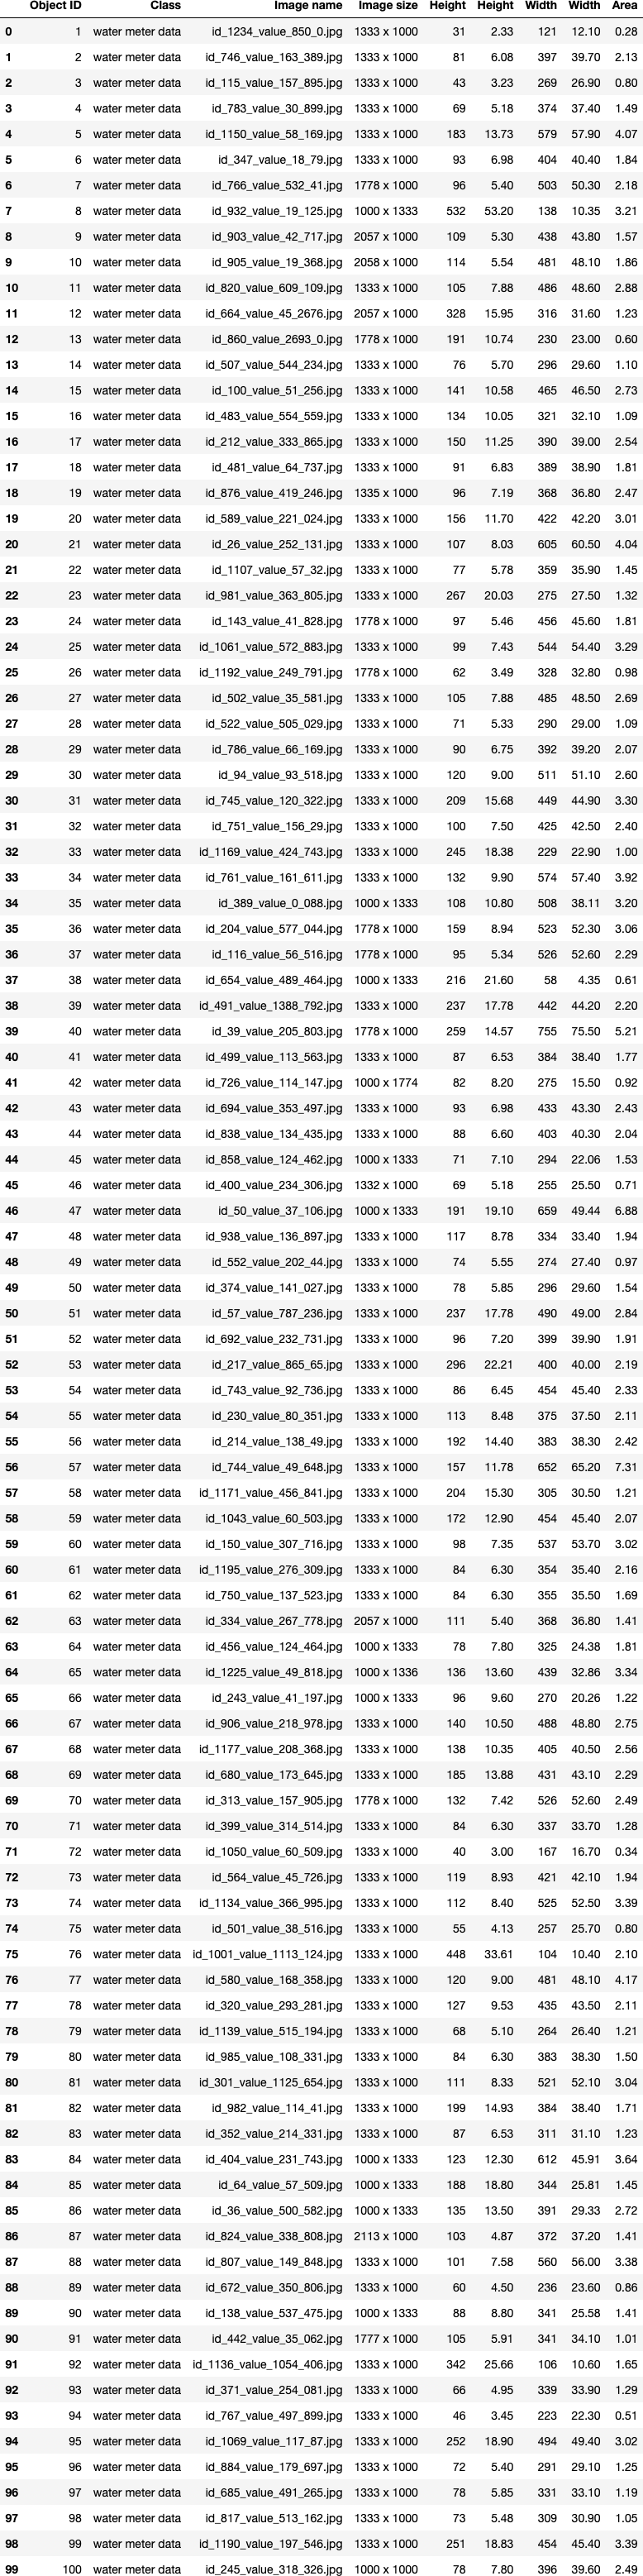 Object ID Class Image name Image size Height Height Width Width Area
0 1 water meter data id_1234_value_850_0.jpg 1333 x 1000 31 2.33 121 12.10 0.28
1 2 water meter data id_746_value_163_389.jpg 1333 x 1000 81 6.08 397 39.70 2.13
2 3 water meter data id_115_value_157_895.jpg 1333 x 1000 43 3.23 269 26.90 0.80
3 4 water meter data id_783_value_30_899.jpg 1333 x 1000 69 5.18 374 37.40 1.49
4 5 water meter data id_1150_value_58_169.jpg 1333 x 1000 183 13.73 579 57.90 4.07
5 6 water meter data id_347_value_18_79.jpg 1333 x 1000 93 6.98 404 40.40 1.84
6 7 water meter data id_766_value_532_41.jpg 1778 x 1000 96 5.40 503 50.30 2.18
7 8 water meter data id_932_value_19_125.jpg 1000 x 1333 532 53.20 138 10.35 3.21
8 9 water meter data id_903_value_42_717.jpg 2057 x 1000 109 5.30 438 43.80 1.57
9 10 water meter data id_905_value_19_368.jpg 2058 x 1000 114 5.54 481 48.10 1.86
10 11 water meter data id_820_value_609_109.jpg 1333 x 1000 105 7.88 486 48.60 2.88
11 12 water meter data id_664_value_45_2676.jpg 2057 x 1000 328 15.95 316 31.60 1.23
12 13 water meter data id_860_value_2693_0.jpg 1778 x 1000 191 10.74 230 23.00 0.60
13 14 water meter data id_507_value_544_234.jpg 1333 x 1000 76 5.70 296 29.60 1.10
14 15 water meter data id_100_value_51_256.jpg 1333 x 1000 141 10.58 465 46.50 2.73
15 16 water meter data id_483_value_554_559.jpg 1333 x 1000 134 10.05 321 32.10 1.09
16 17 water meter data id_212_value_333_865.jpg 1333 x 1000 150 11.25 390 39.00 2.54
17 18 water meter data id_481_value_64_737.jpg 1333 x 1000 91 6.83 389 38.90 1.81
18 19 water meter data id_876_value_419_246.jpg 1335 x 1000 96 7.19 368 36.80 2.47
19 20 water meter data id_589_value_221_024.jpg 1333 x 1000 156 11.70 422 42.20 3.01
20 21 water meter data id_26_value_252_131.jpg 1333 x 1000 107 8.03 605 60.50 4.04
21 22 water meter data id_1107_value_57_32.jpg 1333 x 1000 77 5.78 359 35.90 1.45
22 23 water meter data id_981_value_363_805.jpg 1333 x 1000 267 20.03 275 27.50 1.32
23 24 water meter data id_143_value_41_828.jpg 1778 x 1000 97 5.46 456 45.60 1.81
24 25 water meter data id_1061_value_572_883.jpg 1333 x 1000 99 7.43 544 54.40 3.29
25 26 water meter data id_1192_value_249_791.jpg 1778 x 1000 62 3.49 328 32.80 0.98
26 27 water meter data id_502_value_35_581.jpg 1333 x 1000 105 7.88 485 48.50 2.69
27 28 water meter data id_522_value_505_029.jpg 1333 x 1000 71 5.33 290 29.00 1.09
28 29 water meter data id_786_value_66_169.jpg 1333 x 1000 90 6.75 392 39.20 2.07
29 30 water meter data id_94_value_93_518.jpg 1333 x 1000 120 9.00 511 51.10 2.60
30 31 water meter data id_745_value_120_322.jpg 1333 x 1000 209 15.68 449 44.90 3.30
31 32 water meter data id_751_value_156_29.jpg 1333 x 1000 100 7.50 425 42.50 2.40
32 33 water meter data id_1169_value_424_743.jpg 1333 x 1000 245 18.38 229 22.90 1.00
33 34 water meter data id_761_value_161_611.jpg 1333 x 1000 132 9.90 574 57.40 3.92
34 35 water meter data id_389_value_0_088.jpg 1000 x 1333 108 10.80 508 38.11 3.20
35 36 water meter data id_204_value_577_044.jpg 1778 x 1000 159 8.94 523 52.30 3.06
36 37 water meter data id_116_value_56_516.jpg 1778 x 1000 95 5.34 526 52.60 2.29
37 38 water meter data id_654_value_489_464.jpg 1000 x 1333 216 21.60 58 4.35 0.61
38 39 water meter data id_491_value_1388_792.jpg 1333 x 1000 237 17.78 442 44.20 2.20
39 40 water meter data id_39_value_205_803.jpg 1778 x 1000 259 14.57 755 75.50 5.21
40 41 water meter data id_499_value_113_563.jpg 1333 x 1000 87 6.53 384 38.40 1.77
41 42 water meter data id_726_value_114_147.jpg 1000 x 1774 82 8.20 275 15.50 0.92
42 43 water meter data id_694_value_353_497.jpg 1333 x 1000 93 6.98 433 43.30 2.43
43 44 water meter data id_838_value_134_435.jpg 1333 x 1000 88 6.60 403 40.30 2.04
44 45 water meter data id_858_value_124_462.jpg 1000 x 1333 71 7.10 294 22.06 1.53
45 46 water meter data id_400_value_234_306.jpg 1332 x 1000 69 5.18 255 25.50 0.71
46 47 water meter data id_50_value_37_106.jpg 1000 x 1333 191 19.10 659 49.44 6.88
47 48 water meter data id_938_value_136_897.jpg 1333 x 1000 117 8.78 334 33.40 1.94
48 49 water meter data id_552_value_202_44.jpg 1333 x 1000 74 5.55 274 27.40 0.97
49 50 water meter data id_374_value_141_027.jpg 1333 x 1000 78 5.85 296 29.60 1.54
50 51 water meter data id_57_value_787_236.jpg 1333 x 1000 237 17.78 490 49.00 2.84
51 52 water meter data id_692_value_232_731.jpg 1333 x 1000 96 7.20 399 39.90 1.91
52 53 water meter data id_217_value_865_65.jpg 1333 x 1000 296 22.21 400 40.00 2.19
53 54 water meter data id_743_value_92_736.jpg 1333 x 1000 86 6.45 454 45.40 2.33
54 55 water meter data id_230_value_80_351.jpg 1333 x 1000 113 8.48 375 37.50 2.11
55 56 water meter data id_214_value_138_49.jpg 1333 x 1000 192 14.40 383 38.30 2.42
56 57 water meter data id_744_value_49_648.jpg 1333 x 1000 157 11.78 652 65.20 7.31
57 58 water meter data id_1171_value_456_841.jpg 1333 x 1000 204 15.30 305 30.50 1.21
58 59 water meter data id_1043_value_60_503.jpg 1333 x 1000 172 12.90 454 45.40 2.07
59 60 water meter data id_150_value_307_716.jpg 1333 x 1000 98 7.35 537 53.70 3.02
60 61 water meter data id_1195_value_276_309.jpg 1333 x 1000 84 6.30 354 35.40 2.16
61 62 water meter data id_750_value_137_523.jpg 1333 x 1000 84 6.30 355 35.50 1.69
62 63 water meter data id_334_value_267_778.jpg 2057 x 1000 111 5.40 368 36.80 1.41
63 64 water meter data id_456_value_124_464.jpg 1000 x 1333 78 7.80 325 24.38 1.81
64 65 water meter data id_1225_value_49_818.jpg 1000 x 1336 136 13.60 439 32.86 3.34
65 66 water meter data id_243_value_41_197.jpg 1000 x 1333 96 9.60 270 20.26 1.22
66 67 water meter data id_906_value_218_978.jpg 1333 x 1000 140 10.50 488 48.80 2.75
67 68 water meter data id_1177_value_208_368.jpg 1333 x 1000 138 10.35 405 40.50 2.56
68 69 water meter data id_680_value_173_645.jpg 1333 x 1000 185 13.88 431 43.10 2.29
69 70 water meter data id_313_value_157_905.jpg 1778 x 1000 132 7.42 526 52.60 2.49
70 71 water meter data id_399_value_314_514.jpg 1333 x 1000 84 6.30 337 33.70 1.28
71 72 water meter data id_1050_value_60_509.jpg 1333 x 1000 40 3.00 167 16.70 0.34
72 73 water meter data id_564_value_45_726.jpg 1333 x 1000 119 8.93 421 42.10 1.94
73 74 water meter data id_1134_value_366_995.jpg 1333 x 1000 112 8.40 525 52.50 3.39
74 75 water meter data id_501_value_38_516.jpg 1333 x 1000 55 4.13 257 25.70 0.80
75 76 water meter data id_1001_value_1113_124.jpg 1333 x 1000 448 33.61 104 10.40 2.10
76 77 water meter data id_580_value_168_358.jpg 1333 x 1000 120 9.00 481 48.10 4.17
77 78 water meter data id_320_value_293_281.jpg 1333 x 1000 127 9.53 435 43.50 2.11
78 79 water meter data id_1139_value_515_194.jpg 1333 x 1000 68 5.10 264 26.40 1.21
79 80 water meter data id_985_value_108_331.jpg 1333 x 1000 84 6.30 383 38.30 1.50
80 81 water meter data id_301_value_1125_654.jpg 1333 x 1000 111 8.33 521 52.10 3.04
81 82 water meter data id_982_value_114_41.jpg 1333 x 1000 199 14.93 384 38.40 1.71
82 83 water meter data id_352_value_214_331.jpg 1333 x 1000 87 6.53 311 31.10 1.23
83 84 water meter data id_404_value_231_743.jpg 1000 x 1333 123 12.30 612 45.91 3.64
84 85 water meter data id_64_value_57_509.jpg 1000 x 1333 188 18.80 344 25.81 1.45
85 86 water meter data id_36_value_500_582.jpg 1000 x 1333 135 13.50 391 29.33 2.72
86 87 water meter data id_824_value_338_808.jpg 2113 x 1000 103 4.87 372 37.20 1.41
87 88 water meter data id_807_value_149_848.jpg 1333 x 1000 101 7.58 560 56.00 3.38
88 89 water meter data id_672_value_350_806.jpg 1333 x 1000 60 4.50 236 23.60 0.86
89 90 water meter data id_138_value_537_475.jpg 1000 x 1333 88 8.80 341 25.58 1.41
90 91 water meter data id_442_value_35_062.jpg 1777 x 1000 105 5.91 341 34.10 1.01
91 92 water meter data id_1136_value_1054_406.jpg 1333 x 1000 342 25.66 106 10.60 1.65
92 93 water meter data id_371_value_254_081.jpg 1333 x 1000 66 4.95 339 33.90 1.29
93 94 water meter data id_767_value_497_899.jpg 1333 x 1000 46 3.45 223 22.30 0.51
94 95 water meter data id_1069_value_117_87.jpg 1333 x 1000 252 18.90 494 49.40 3.02
95 96 water meter data id_884_value_179_697.jpg 1333 x 1000 72 5.40 291 29.10 1.25
96 97 water meter data id_685_value_491_265.jpg 1333 x 1000 78 5.85 331 33.10 1.19
97 98 water meter data id_817_value_513_162.jpg 1333 x 1000 73 5.48 309 30.90 1.05
98 99 water meter data id_1190_value_197_546.jpg 1333 x 1000 251 18.83 454 45.40 3.39
99 100 water meter data id_245_value_318_326.jpg 1000 x 1000 78 7.80 396 39.60 2.49